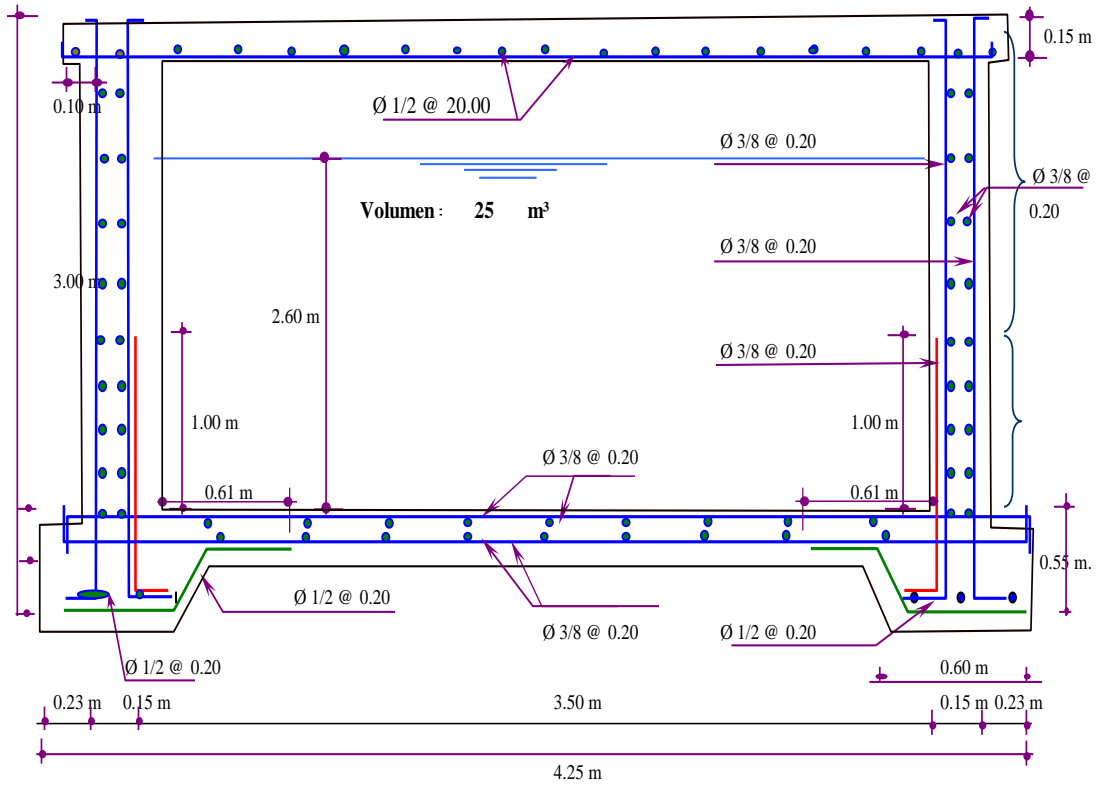 0.15 m
0.10 m
Ø 1/2 @ 20.00
Ø 3/8 @ 0.20
Ø 3/8 @
0.20
Volumen : 25 m³
Ø 3/8 @ 0.20
3.00 m
2.60 m
Ø 3/8 @ 0.20
1.00 m
1.00 m
Ø 3/8 @ 0.20
0.61 m
0.61 m
0.55 m.
Ø 1/2 @ 0.20
Ø 3/8 @ 0.20
Ø 1/2 @ 0.20
Ø 1/2 @ 0.20
0.60 m
0.23 m 0.15 m 3.50 m 0.15 m 0.23 m
4.25 m